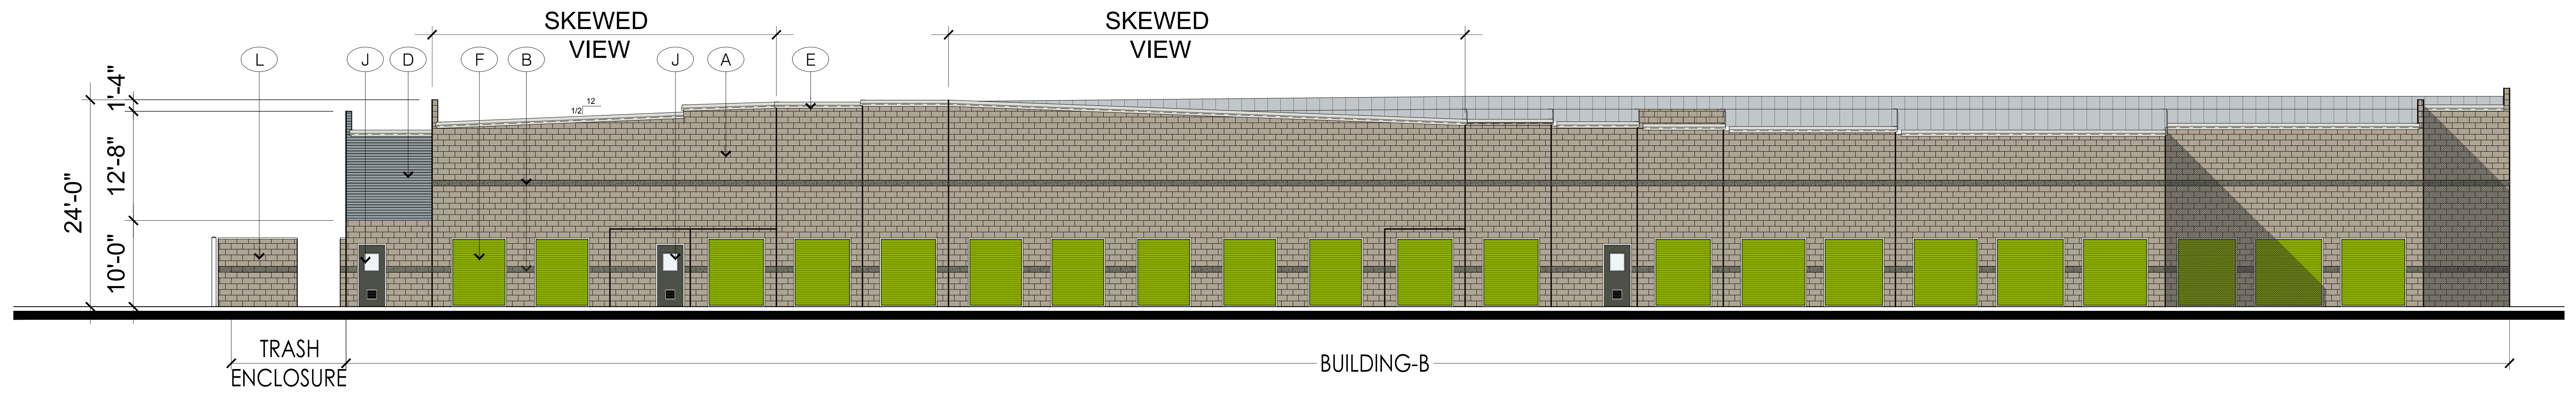 SKEWED
VIEW
SKEWED
VIEW
L
J
D
F
B
J
A
E
1'-4"
12'-8"
24'-0"
10'-0"
12
1/2
TRASH
ENCLOSURE
BUILDING-B